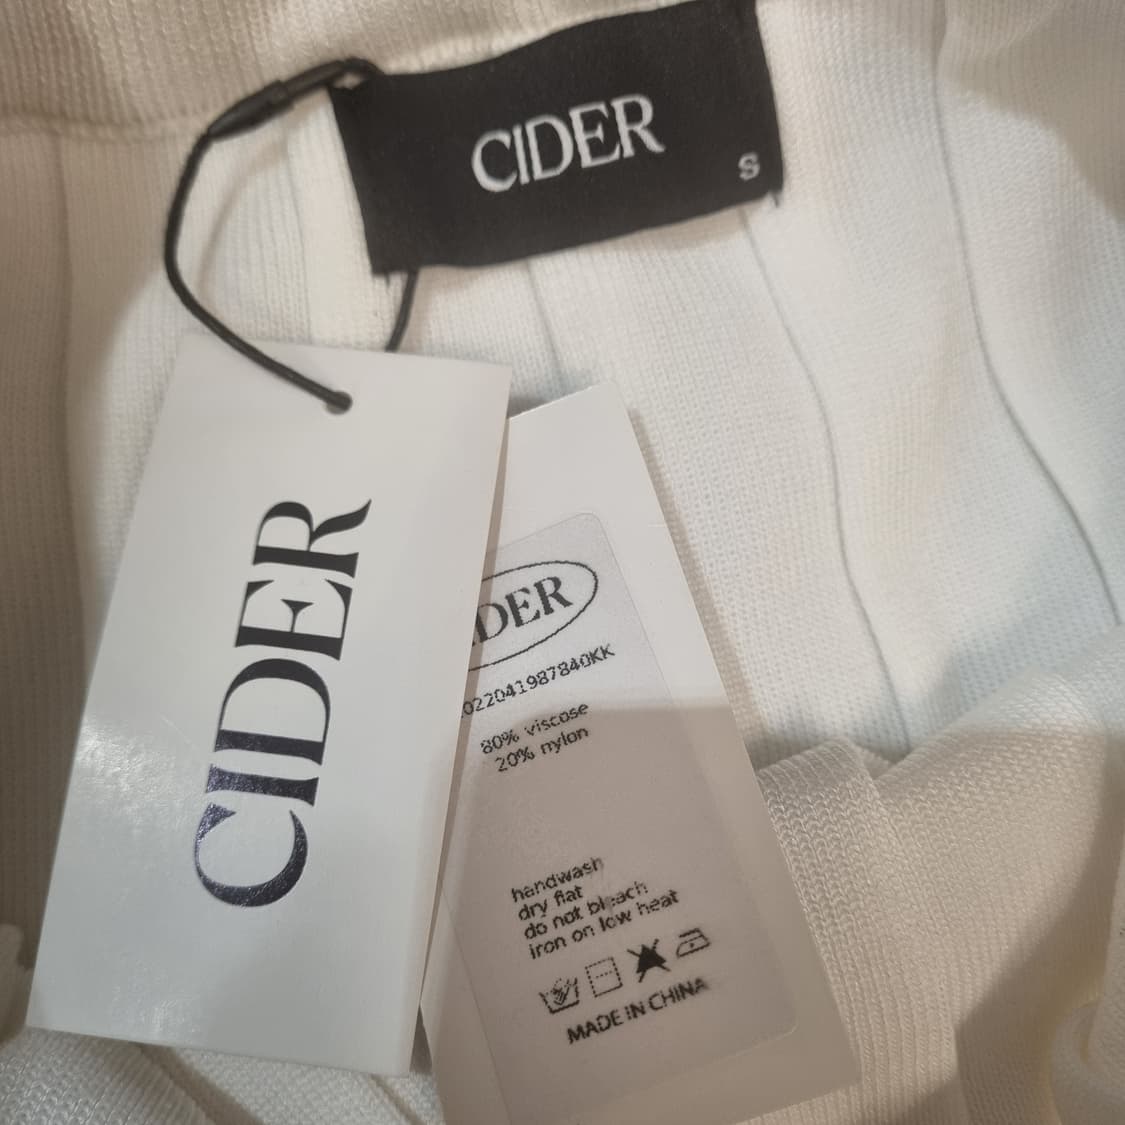 CIDER
S
CIDER
DER
022041987840KK
80% viscose
20% nylon
handwash
dry flat
do not bleach
iron on low heat
MADE IN CHINA